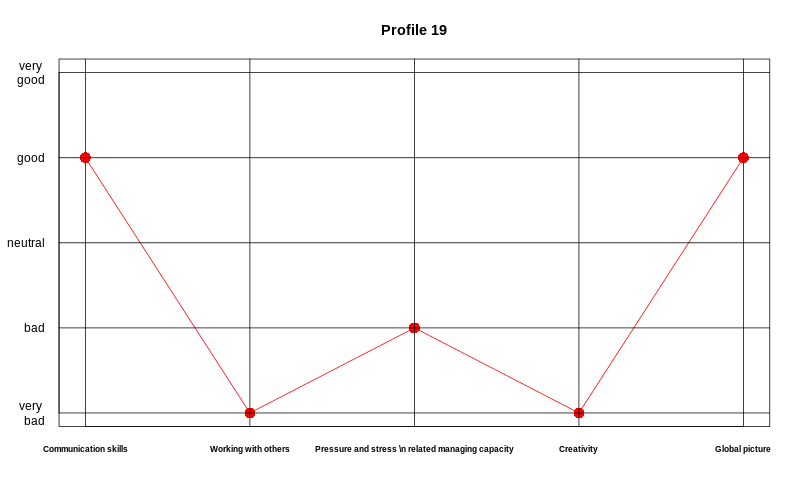 Profile 19
very
good
good
neutral
bad
very
bad
Communication skills
Working with others
Pressure and stress \n related managing capacity
Creativity
Global picture